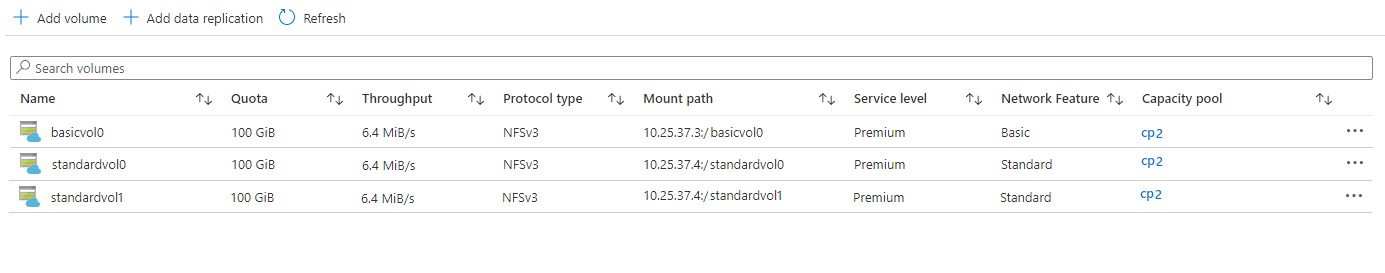 Add volume Add data replication Refresh
Search volumes
Name Quota Throughput Protocol type Mount path Service level Network Feature Capacity pool
basicvol0 100 GiB 6.4 MiB/s NFSv3 10.25.37.3:/basicvol0 Premium Basic cp2
standardvol0 100 GiB 6.4 MiB/s NFSv3 10.25.37.4:/standardvol0 Premium Standard cp2
standardvol1 100 GiB 6.4 MiB/s NFSv3 10.25.37.4:/standardvol1 Premium Standard cp2